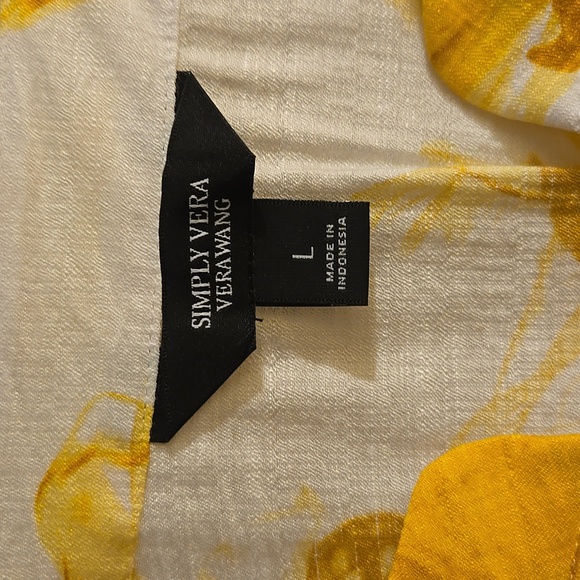 SIMPLY VERA
VERAWANG
L
MADE IN
INDONESIA